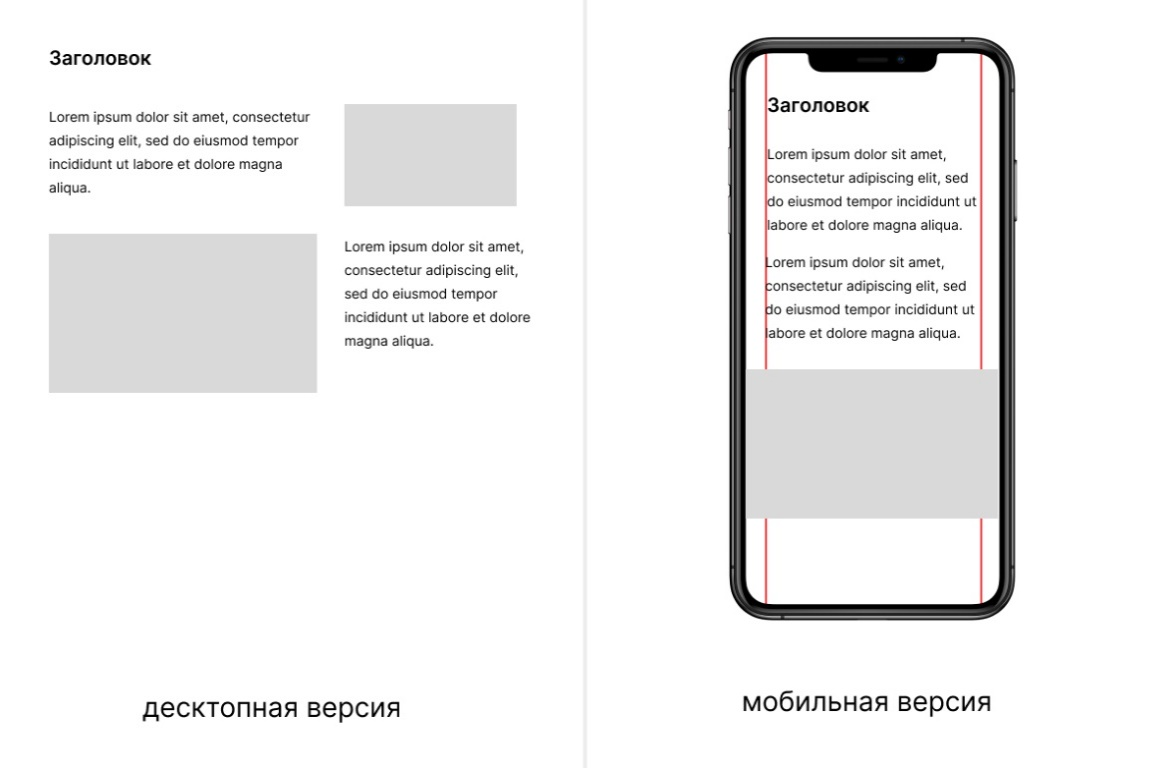 Заголовок
Lorem ipsum dolor sit amet, consectetur
adipiscing elit, sed do eiusmod tempor
incididunt ut labore et dolore magna
aliqua.
Lorem ipsum dolor sit amet,
consectetur adipiscing elit,
sed do eiusmod tempor
incididunt ut labore et dolore
magna aliqua.
десктопная версия
Заголовок
Lorem ipsum dolor sit amet,
consectetur adipiscing elit, sed
do eiusmod tempor incididunt ut
labore et dolore magna aliqua.
Lorem ipsum dolor sit amet,
consectetur adipiscing elit, sed
do eiusmod tempor incididunt ut
labore et dolore magna aliqua.
мобильная версия